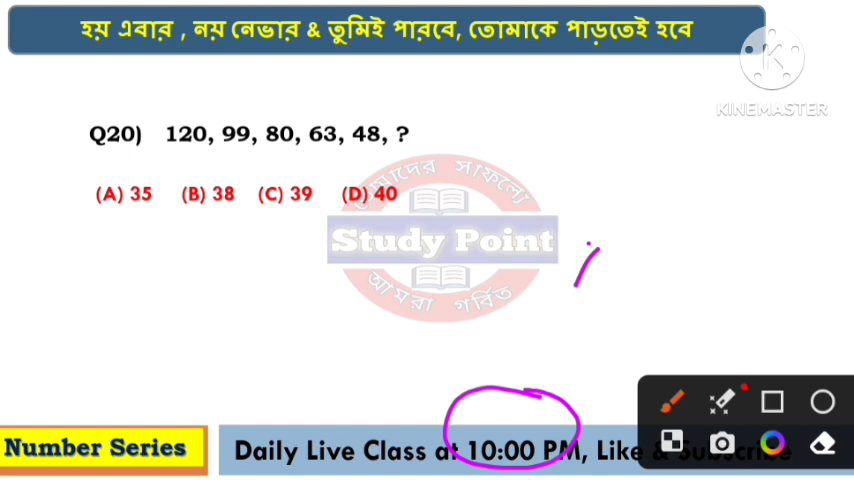 হয় এবার , নয় নেভার & তুমিই পারবে, তোমাকে পাড়তেই হবে
KINEMASTER
Q20) 120, 99, 80, 63, 48, ?
(A) 35 (B) 38 (C) 39 (D) 40
তোমাদের সাফল্যে
Study Point
আমরা গর্বিত
Number Series
Daily Live Class at 10:00 PM, Like & Subscribe